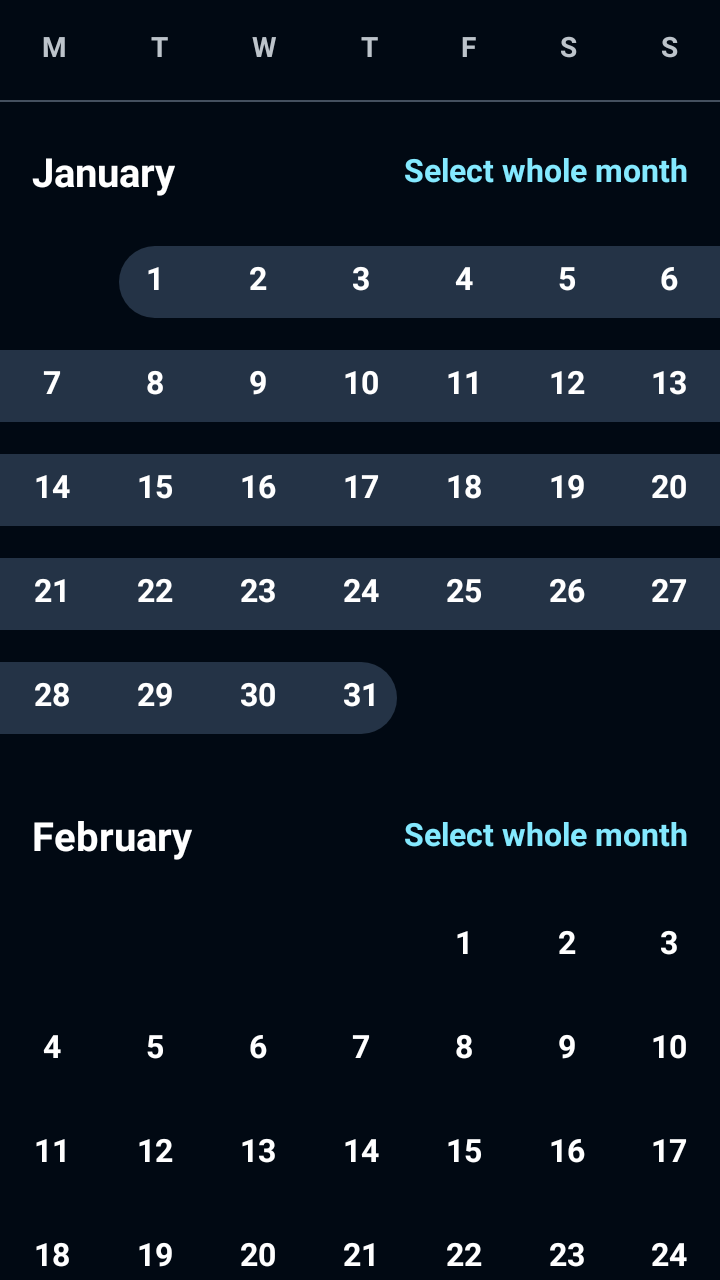 M T W T F S S
January Select whole month
1 2 3 4 5 6
7 8 9 10 11 12 13
14 15 16 17 18 19 20
21 22 23 24 25 26 27
28 29 30 31
February Select whole month
1 2 3
4 5 6 7 8 9 10
11 12 13 14 15 16 17
18 19 20 21 22 23 24